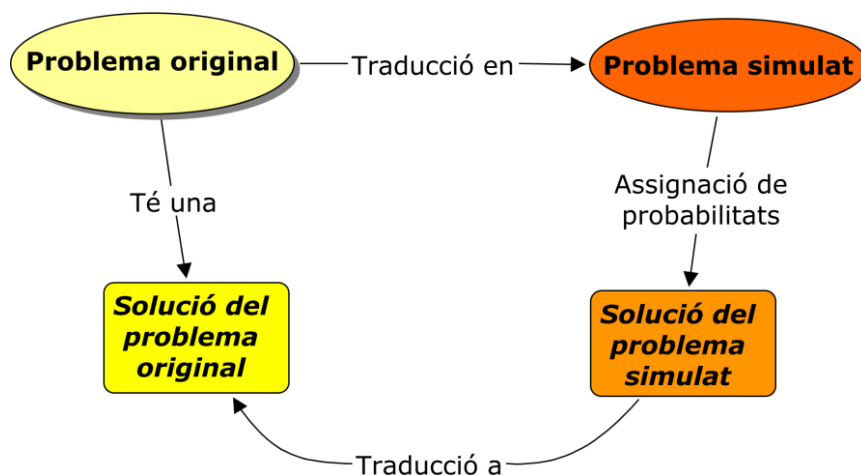 Problema original
Traducció en
Problema simulat
Té una
Assignació de
probabilitats
Solució del
problema
original
Solució del
problema
simulat
Traducció a